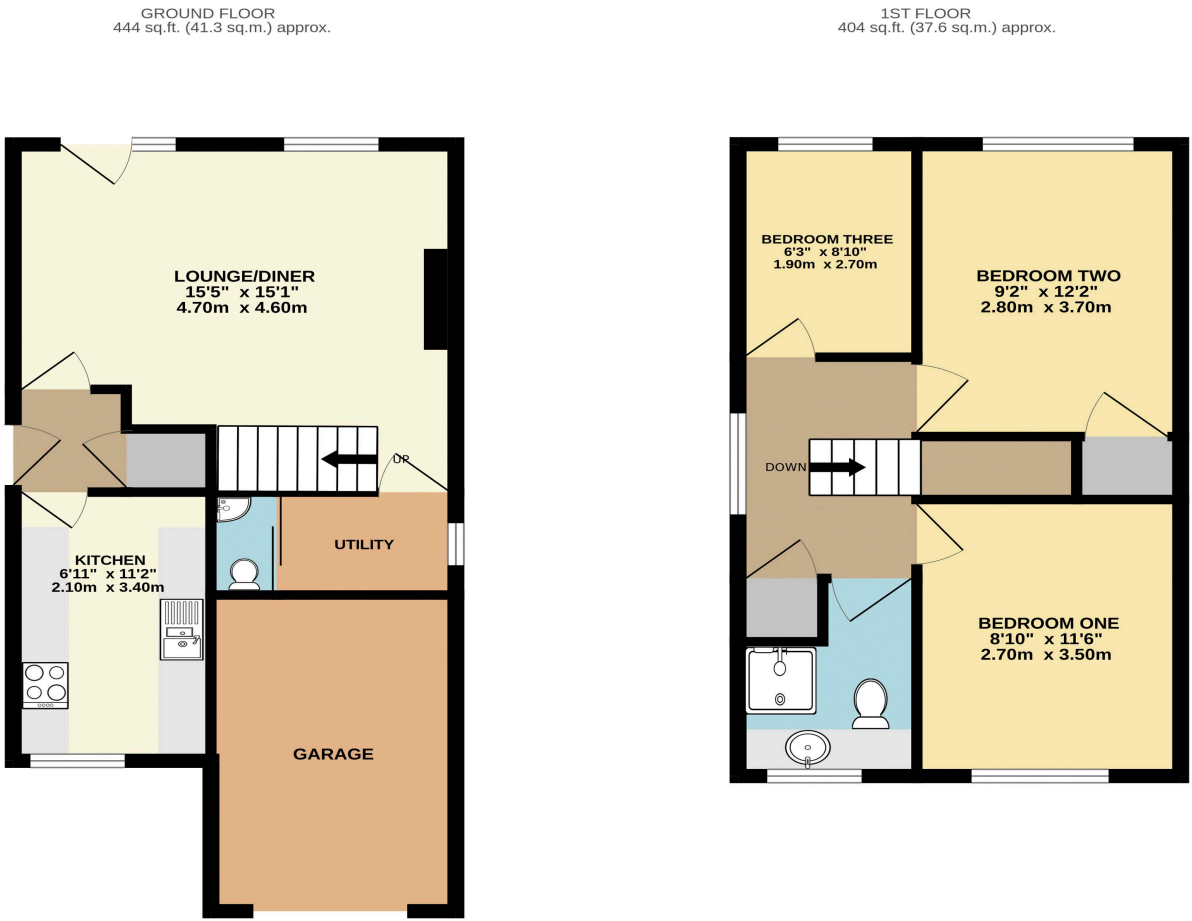 GROUND FLOOR
444 sq.ft. (41.3 sq.m.) approx.
1ST FLOOR
404 sq.ft. (37.6 sq.m.) approx.
LOUNGE/DINER
15'5" x 15'1"
4.70m x 4.60m
UP
UTILITY
KITCHEN
6'11" x 11'2"
2.10m x 3.40m
GARAGE
BEDROOM THREE
6'3" x 8'10"
1.90m x 2.70m
BEDROOM TWO
9'2" x 12'2"
2.80m x 3.70m
DOWN
BEDROOM ONE
8'10" x 11'6"
2.70m x 3.50m